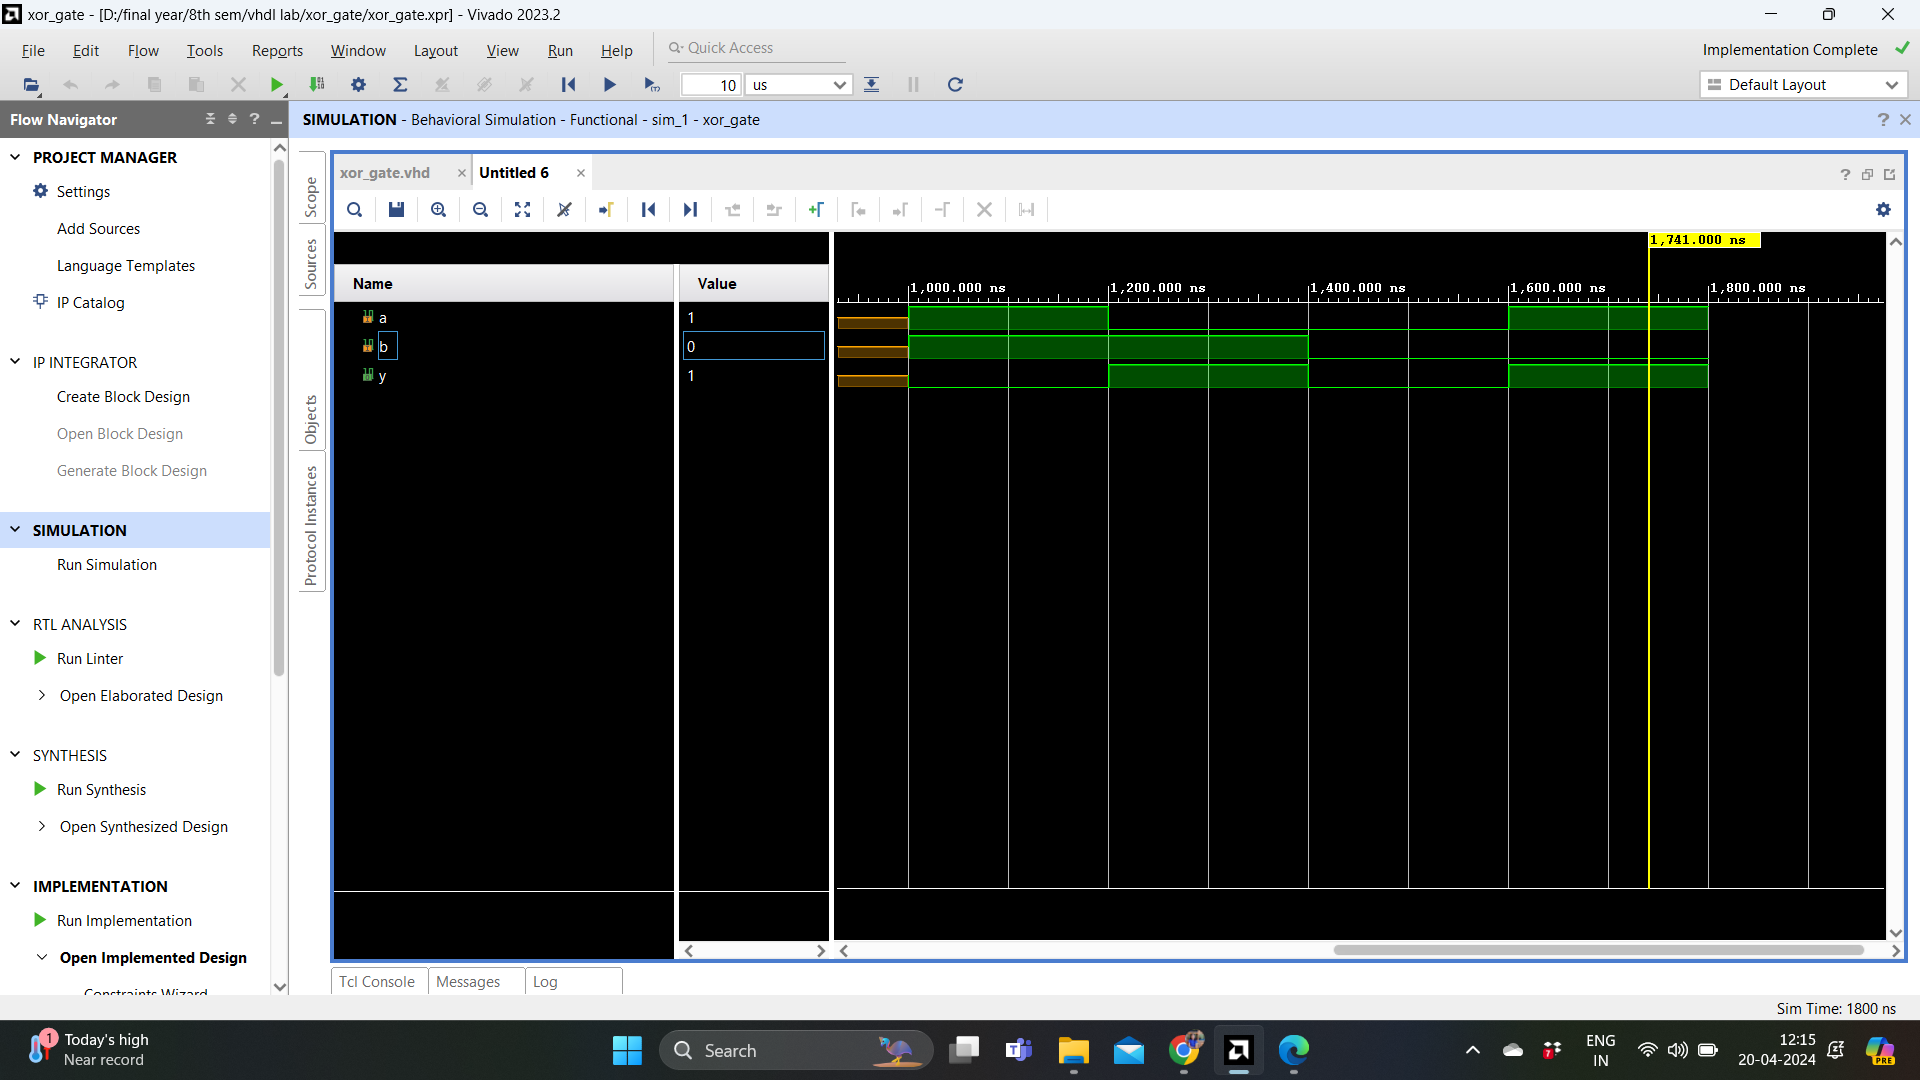 xor_gate - [D:/final year/8th sem/vhdl lab/xor_gate/xor_gate.xpr] - Vivado 2023.2
File Edit Flow Tools Reports Window Layout View Run Help Quick Access
Implementation Complete
10 us
Default Layout
Flow Navigator
SIMULATION - Behavioral Simulation - Functional - sim_1 - xor_gate
PROJECT MANAGER
Settings
Add Sources
Language Templates
IP Catalog
IP INTEGRATOR
Create Block Design
Open Block Design
Generate Block Design
SIMULATION
Run Simulation
RTL ANALYSIS
Run Linter
Open Elaborated Design
SYNTHESIS
Run Synthesis
Open Synthesized Design
IMPLEMENTATION
Run Implementation
Open Implemented Design
Constraints Wizard
Scope
Sources
Objects
Protocol Instances
xor_gate.vhd Untitled 6
1,741.000 ns
Name Value
1,000.000 ns 1,200.000 ns 1,400.000 ns 1,600.000 ns 1,800.000 ns
a 1
b 0
y 1
Tcl Console Messages Log
Sim Time: 1800 ns
1
Today's high
Near record
Search
7
ENG
IN
12:15
20-04-2024
PRE